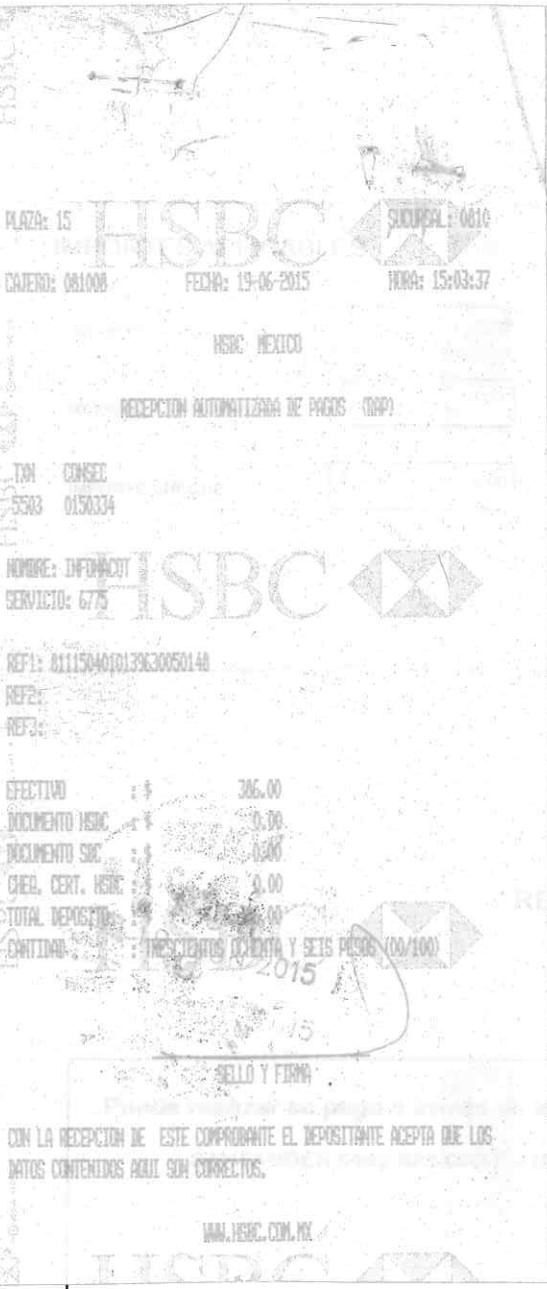 PLAZA: 15 HSBC SUCURSAL: 0810
CAJERO: 081008 FECHA: 19-06-2015 HORA: 15:03:37
HSBC MEXICO
RECEPCION AUTOMATIZADA DE PAGOS (RAP)
TXN CONSEC
5503 0150334
NOMBRE: INFONACOT
SERVICIO: 6775
HSBC
REF1: 8111504010139630050148
REF2:
REF3:
EFECTIVO : $ 386.00
DOCUMENTO HSBC : $ 0.00
DOCUMENTO SBC : $ 0.00
CHEQ. CERT. HSBC : $ 0.00
TOTAL DEPOSITO:
CANTIDAD : TRESCIENTOS OCHENTA Y SEIS PESOS (00/100)
2015
SELLO Y FIRMA
CON LA RECEPCION DE ESTE COMPROBANTE EL DEPOSITANTE ACEPTA QUE LOS
DATOS CONTENIDOS AQUI SON CORRECTOS.
WWW.HSBC.COM.MX
HSBC